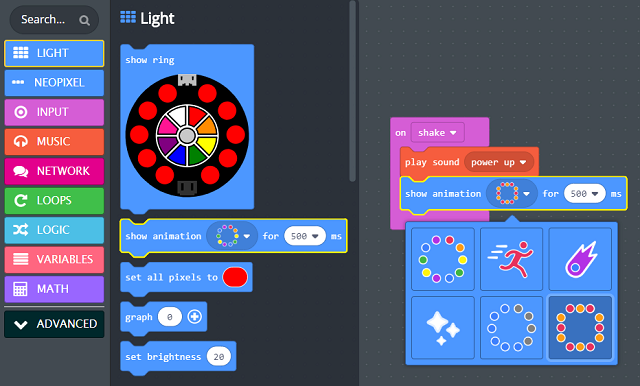 Search...
LIGHT
NEOPIXEL
INPUT
MUSIC
NETWORK
LOOPS
LOGIC
VARIABLES
MATH
ADVANCED
Light
show ring
show animation for 500 ms
set all pixels to
graph 0
set brightness 20
on shake
play sound power up
show animation for 500 ms